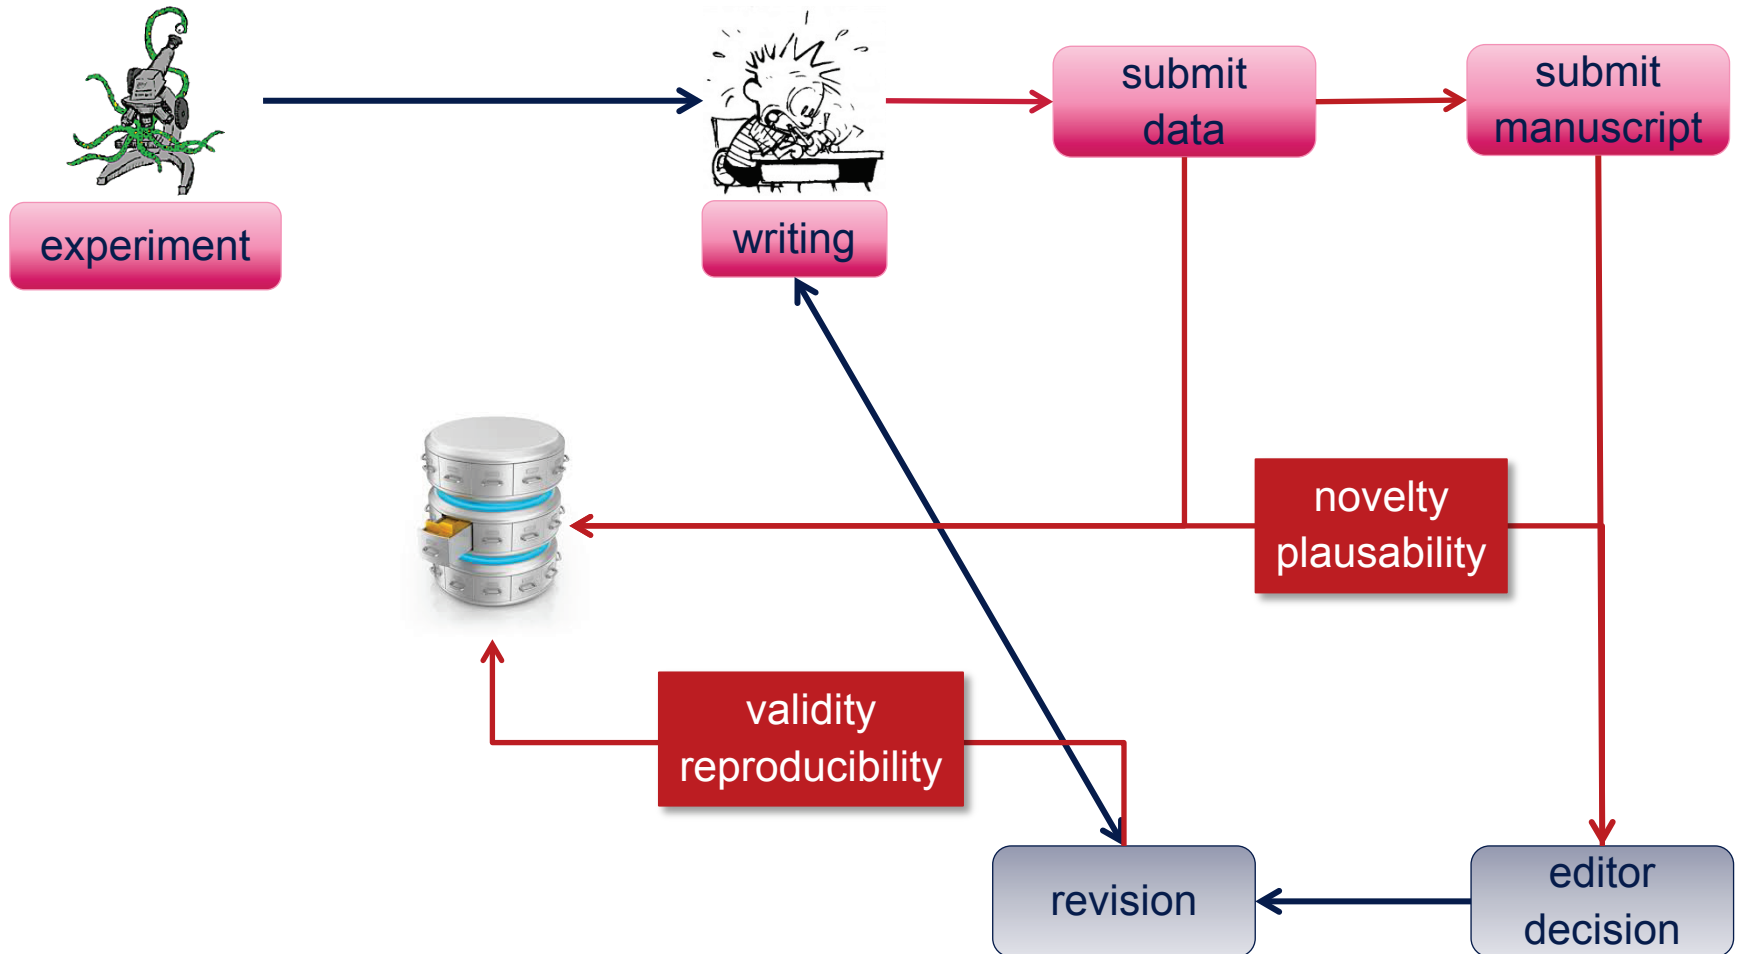 submit
data
submit
manuscript
experiment
writing
novelty
plausability
validity
reproducibility
revision
editor
decision